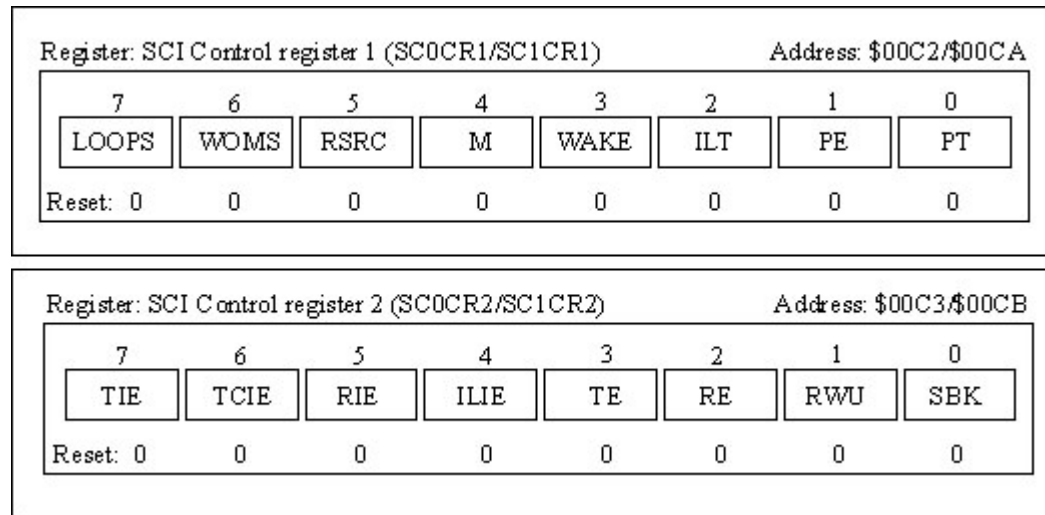 Register: SCI Control register 1 (SC0CR1/SC1CR1) Address: $00C2/$00CA
7 6 5 4 3 2 1 0
LOOPS WOMS RSRC M WAKE ILT PE PT
Reset: 0 0 0 0 0 0 0 0
Register: SCI Control register 2 (SC0CR2/SC1CR2) Address: $00C3/$00CB
7 6 5 4 3 2 1 0
TIE TCIE RIE ILIE TE RE RWU SBK
Reset: 0 0 0 0 0 0 0 0